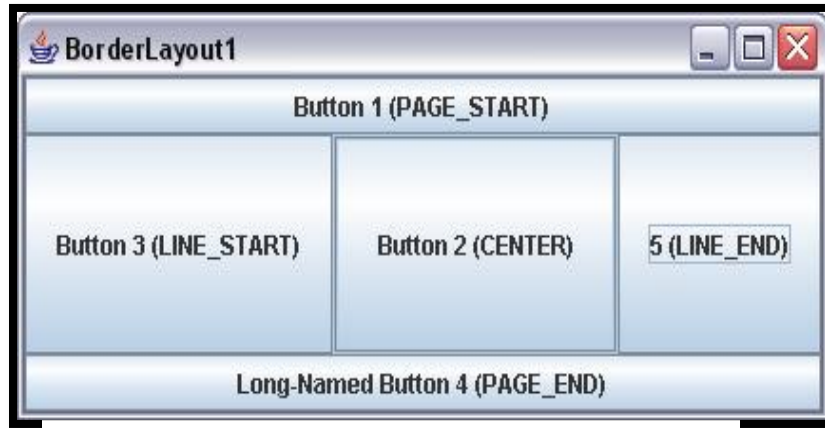 BorderLayout1
Button 1 (PAGE_START)
Button 3 (LINE_START) Button 2 (CENTER) 5 (LINE_END)
Long-Named Button 4 (PAGE_END)